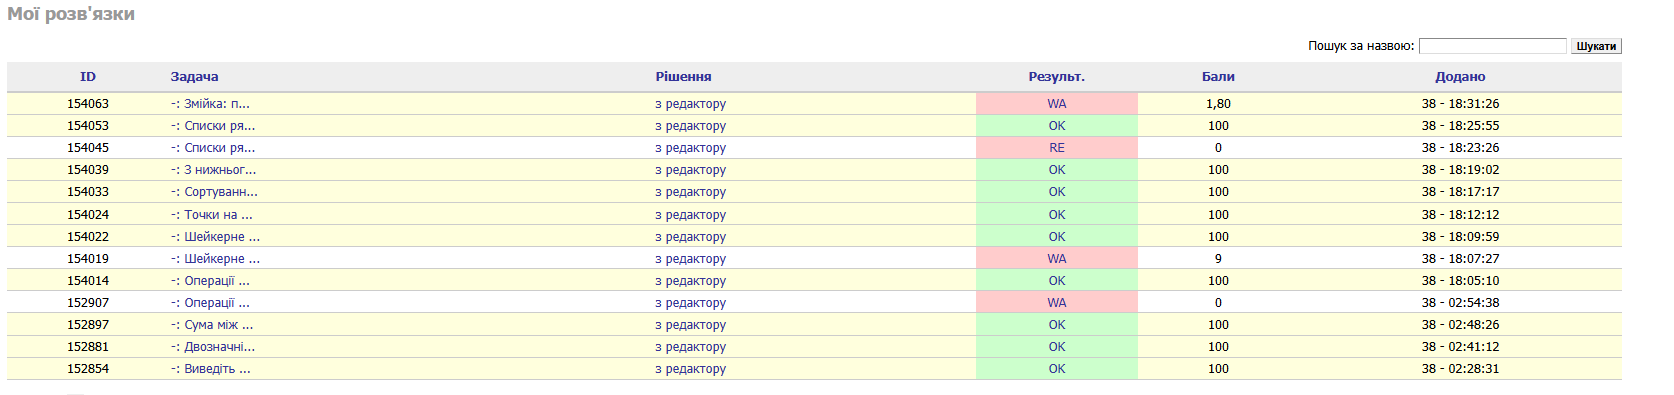 Мої розв'язки
Пошук за назвою: Шукати
ID Задача Рішення Результ. Бали Додано
154063 -: Змійка: п... з редактору WA 1,80 38 - 18:31:26
154053 -: Списки ря... з редактору OK 100 38 - 18:25:55
154045 -: Списки ря... з редактору RE 0 38 - 18:23:26
154039 -: З нижньог... з редактору OK 100 38 - 18:19:02
154033 -: Сортуванн... з редактору OK 100 38 - 18:17:17
154024 -: Точки на ... з редактору OK 100 38 - 18:12:12
154022 -: Шейкерне ... з редактору OK 100 38 - 18:09:59
154019 -: Шейкерне ... з редактору WA 9 38 - 18:07:27
154014 -: Операції ... з редактору OK 100 38 - 18:05:10
152907 -: Операції ... з редактору WA 0 38 - 02:54:38
152897 -: Сума між ... з редактору OK 100 38 - 02:48:26
152881 -: Двозначні... з редактору OK 100 38 - 02:41:12
152854 -: Виведіть ... з редактору OK 100 38 - 02:28:31